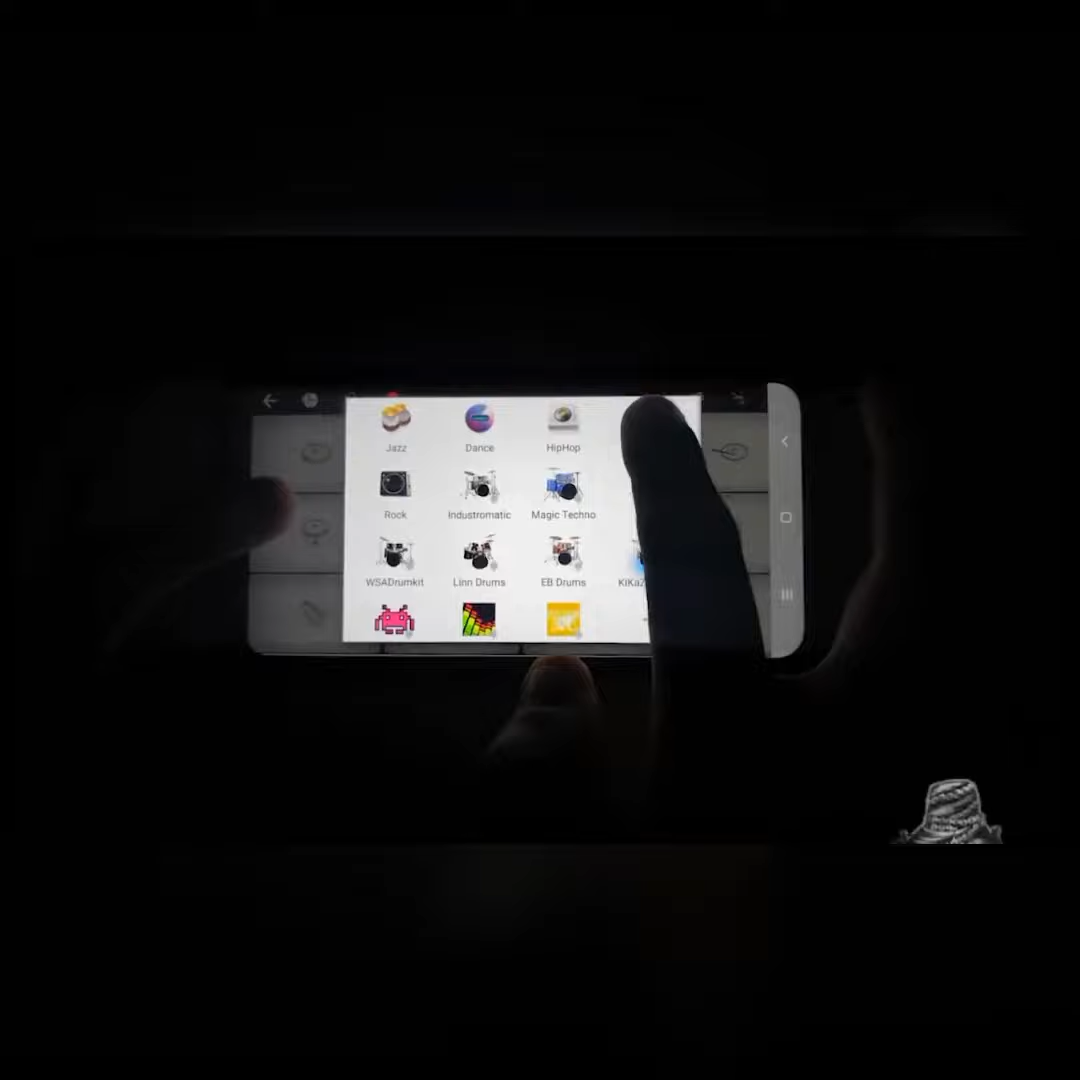 Jazz Dance HipHop
Rock Industromatic Magic Techno
WSADrumkit Linn Drums EB Drums